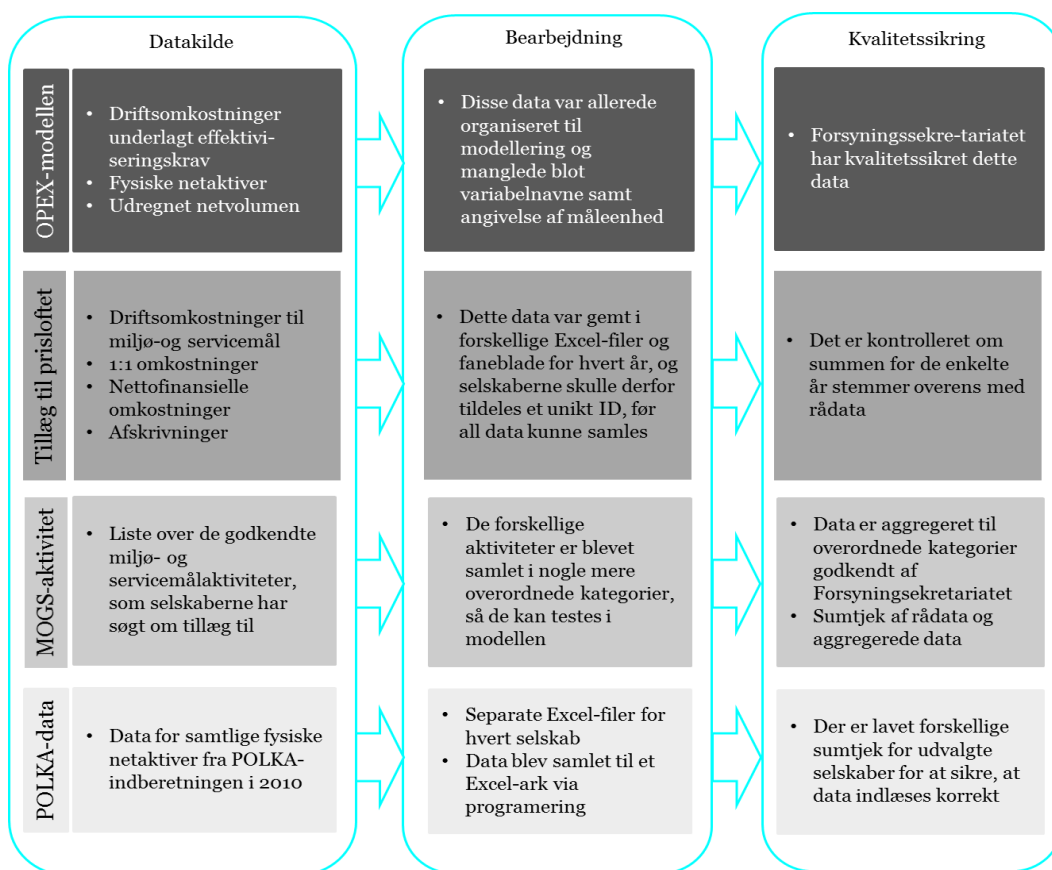 Datakilde
Bearbejdning
Kvalitetssikring
OPEX-modellen
• Driftsomkostninger
underlagt effektivi-
seringskrav
• Fysiske netaktiver
• Udregnet netvolumen
• Disse data var allerede
organiseret til
modellering og
manglede blot
variabelnavne samt
angivelse af måleenhed
• Forsyningssekre-tariatet
har kvalitetssikret dette
data
Tillæg til prisloftet
• Driftsomkostninger til
miljø-og servicemål
• 1:1 omkostninger
• Nettofinansielle
omkostninger
• Afskrivninger
• Dette data var gemt i
forskellige Excel-filer og
faneblade for hvert år, og
selskaberne skulle derfor
tildeles et unikt ID, før
all data kunne samles
• Det er kontrolleret om
summen for de enkelte
år stemmer overens med
rådata
MOGS-aktivitet
• Liste over de godkendte
miljø- og
servicemålaktiviteter,
som selskaberne har
søgt om tillæg til
• De forskellige
aktiviteter er blevet
samlet i nogle mere
overordnede kategorier,
så de kan testes i
modellen
• Data er aggregeret til
overordnede kategorier
godkendt af
Forsyningsekretariatet
• Sumtjek af rådata og
aggregerede data
POLKA-data
• Data for samtlige fysiske
netaktiver fra POLKA-
indberetningen i 2010
• Separate Excel-filer for
hvert selskab
• Data blev samlet til et
Excel-ark via
programering
• Der er lavet forskellige
sumtjek for udvalgte
selskaber for at sikre, at
data indlæses korrekt